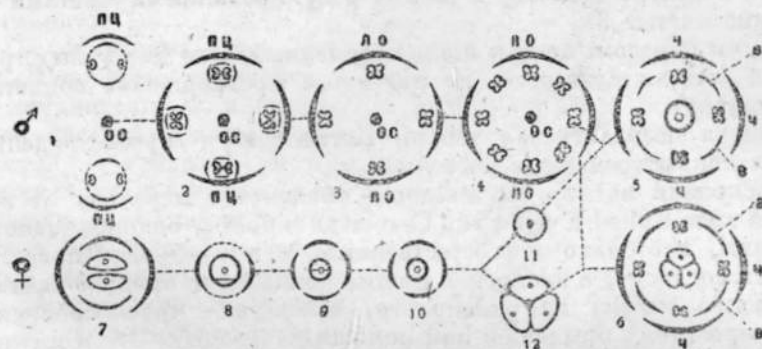 пц пц ло по ч в
♂ 1 ос ос ос ос ч
2 3 4 5 в
пц пц по по ч г
11
♀ ч
7 8 9 10 12 6 ч в